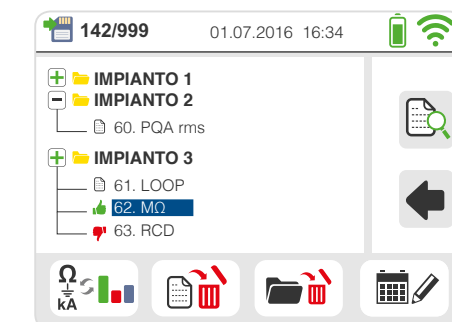 142/999 01.07.2016 16:34
IMPIANTO 1
IMPIANTO 2
60. PQA rms
IMPIANTO 3
61. LOOP
62. MΩ
63. RCD
Ω
kA